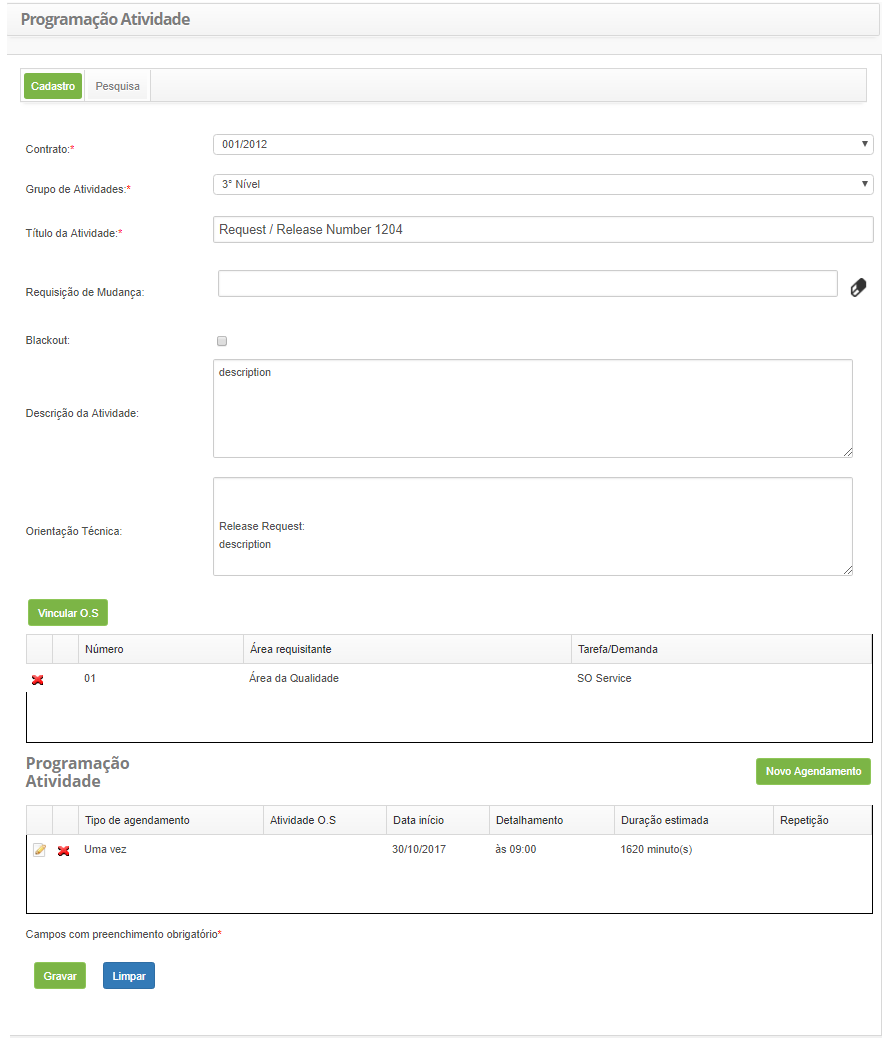 Programação Atividade
Cadastro Pesquisa
Contrato:* 001/2012
Grupo de Atividades:* 3° Nível
Título da Atividade:* Request / Release Number 1204
Requisição de Mudança:
Blackout:
Descrição da Atividade: description
Orientação Técnica: Release Request:
description
Vincular O.S
Número Área requisitante Tarefa/Demanda
01 Área da Qualidade SO Service
Programação
Atividade
Novo Agendamento
Tipo de agendamento Atividade O.S Data início Detalhamento Duração estimada Repetição
Uma vez 30/10/2017 às 09:00 1620 minuto(s)
Campos com preenchimento obrigatório*
Gravar Limpar